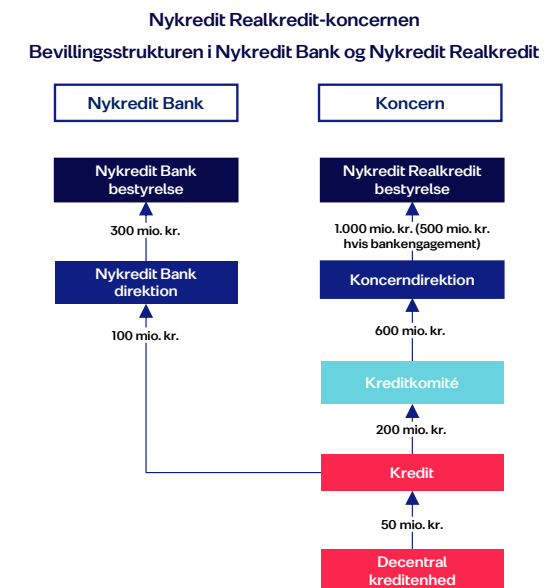 Nykredit Realkredit-koncernen
Bevillingsstrukturen i Nykredit Bank og Nykredit Realkredit
Nykredit Bank
Koncern
Nykredit Bank
bestyrelse
Nykredit Realkredit
bestyrelse
300 mio. kr.
1.000 mio. kr. (500 mio. kr.
hvis bankengagement)
Nykredit Bank
direktion
Koncerndirektion
100 mio. kr.
600 mio. kr.
Kreditkomité
200 mio. kr.
Kredit
50 mio. kr.
Decentral
kreditenhed